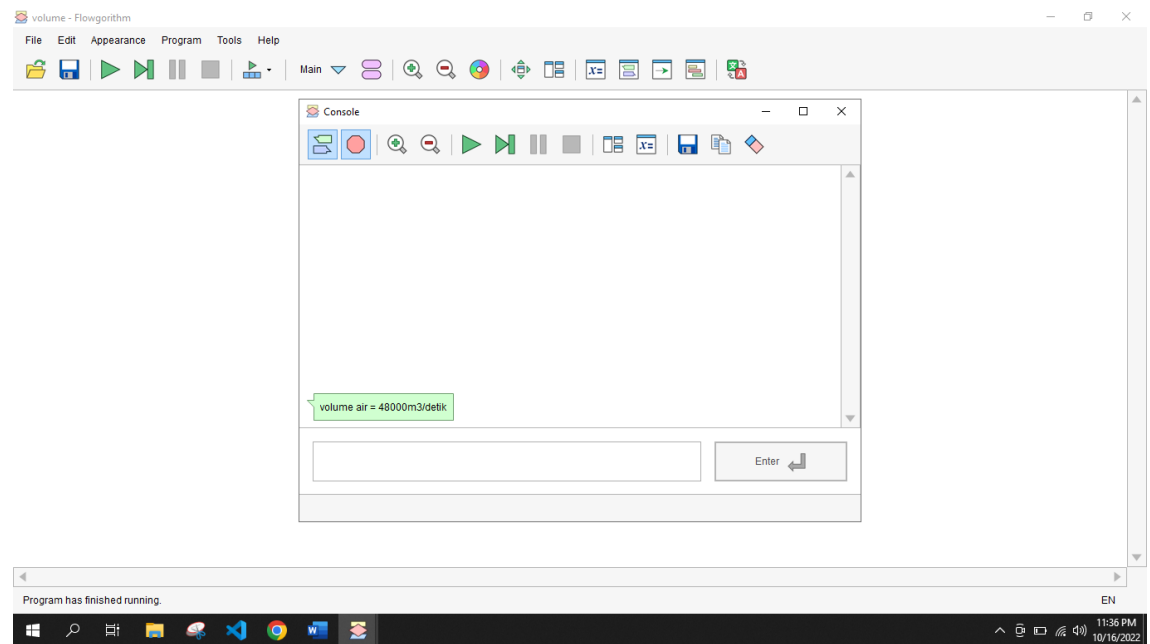 volume - Flowgorithm
File Edit Appearance Program Tools Help
Main
x=
Console
x=
volume air = 48000m3/detik
Enter
Program has finished running.
EN
11:36 PM
10/16/2022